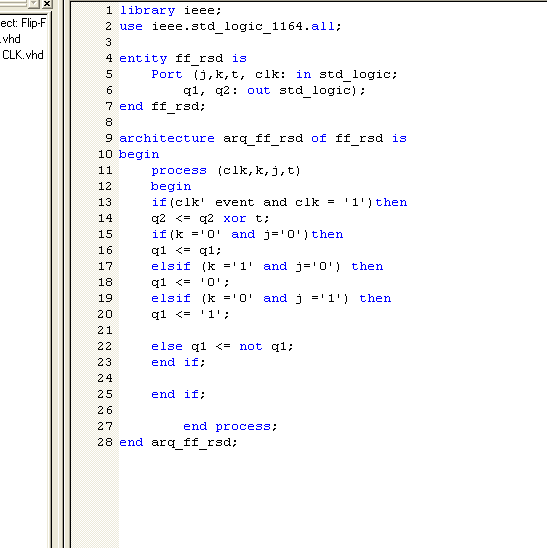 ect: Flip-F
.vhd
CLK.vhd
1 library ieee;
2 use ieee.std_logic_1164.all;
3
4 entity ff_rsd is
5 Port (j,k,t, clk: in std_logic;
6 q1, q2: out std_logic);
7 end ff_rsd;
8
9 architecture arq_ff_rsd of ff_rsd is
10 begin
11 process (clk,k,j,t)
12 begin
13 if(clk' event and clk = '1')then
14 q2 <= q2 xor t;
15 if(k ='0' and j='0')then
16 q1 <= q1;
17 elsif (k ='1' and j='0') then
18 q1 <= '0';
19 elsif (k ='0' and j ='1') then
20 q1 <= '1';
21
22 else q1 <= not q1;
23 end if;
24
25 end if;
26
27 end process;
28 end arq_ff_rsd;